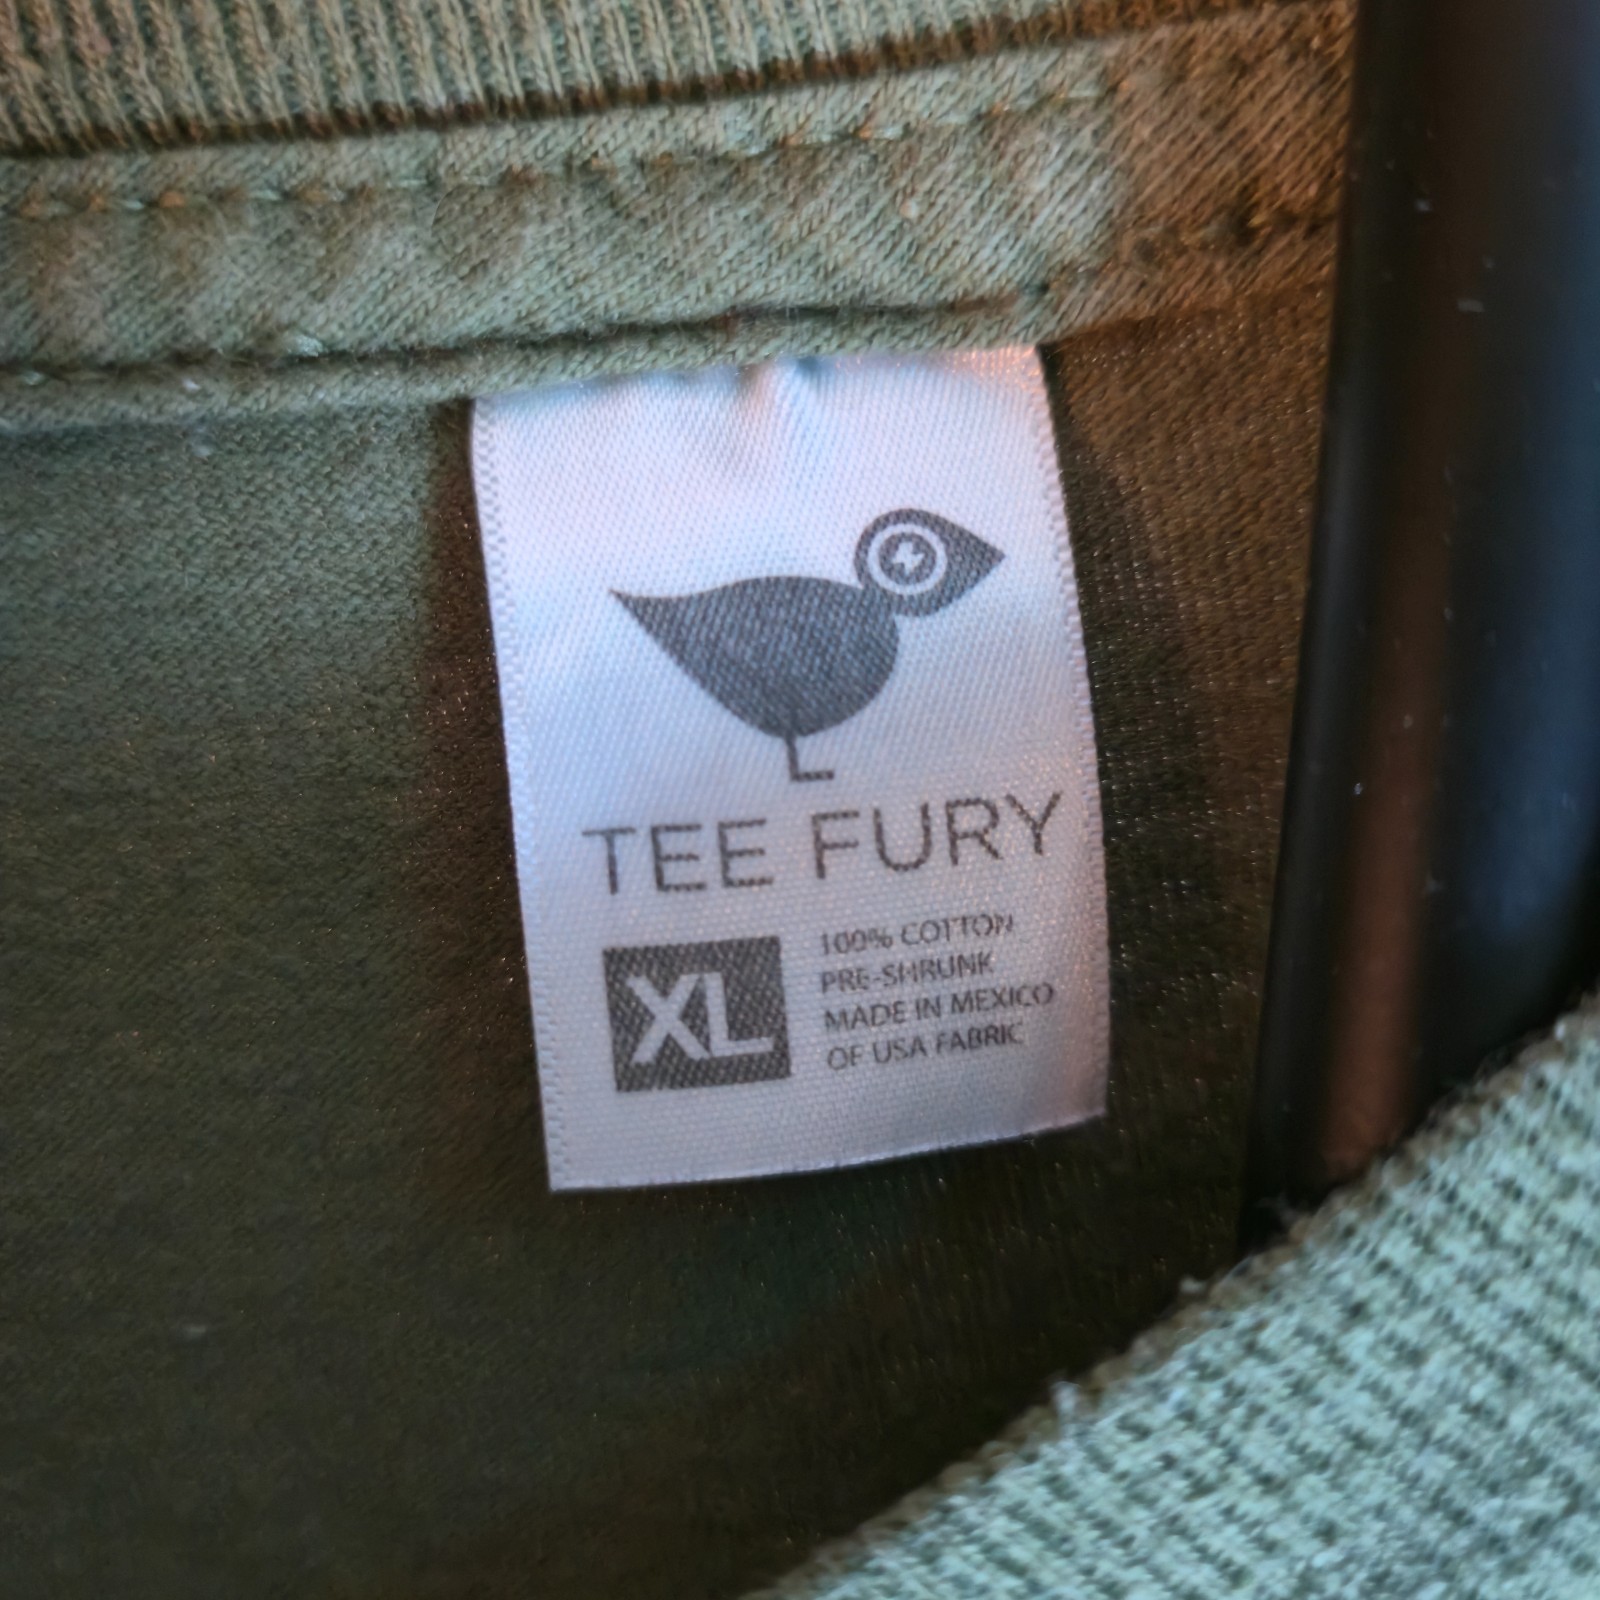 TEE FURY
XL
100% COTTON
PRE-SHRUNK
MADE IN MEXICO
OF USA FABRIC